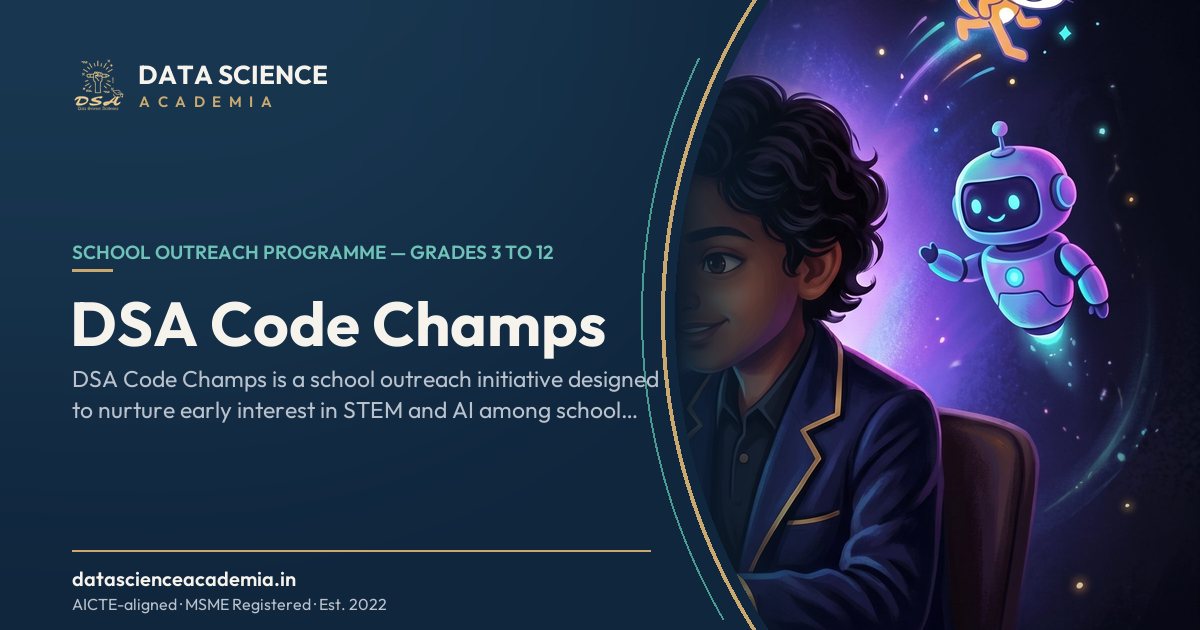 DSA
DATA SCIENCE
ACADEMIA
SCHOOL OUTREACH PROGRAMME — GRADES 3 TO 12
DSA Code Champs
DSA Code Champs is a school outreach initiative designed
to nurture early interest in STEM and AI among school...
datascienceacademia.in
AICTE-aligned · MSME Registered · Est. 2022